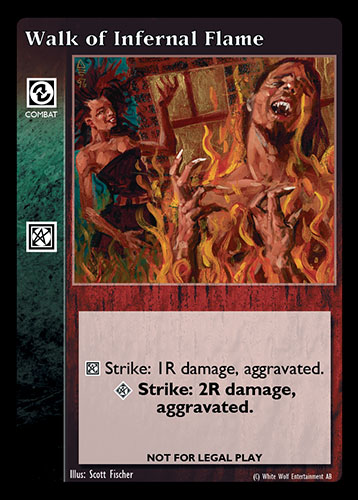 Walk of Infernal Flame
COMBAT
Strike: 1R damage, aggravated.
Strike: 2R damage,
aggravated.
NOT FOR LEGAL PLAY
Illus: Scott Fischer
(C) White Wolf Entertainment AB